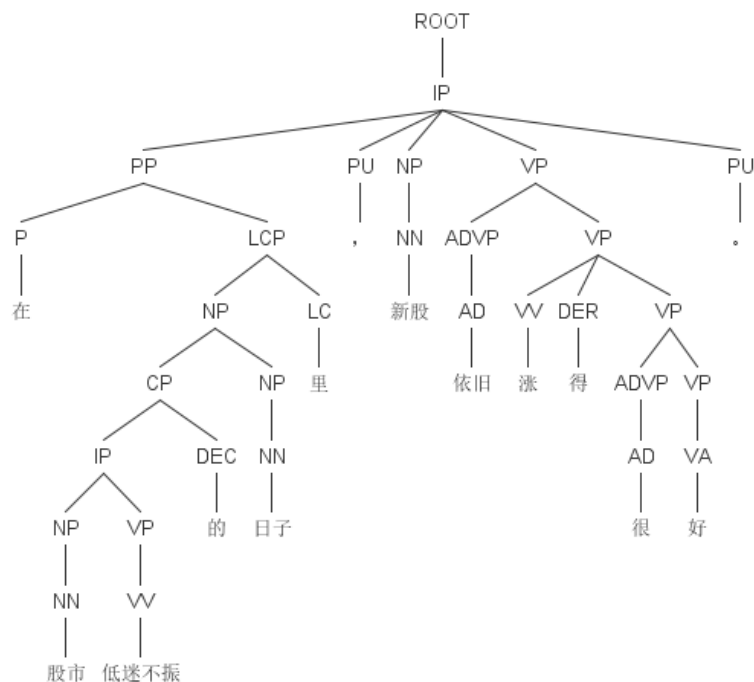 ROOT
IP
PP PU NP VP PU
P LCP , NN ADVP VP 。
在 NP LC 新股 AD VV DER VP
CP NP 里 依旧 涨 得 ADVP VP
IP DEC NN AD VA
NP VP 的 日子 很 好
NN VV
股市 低迷不振